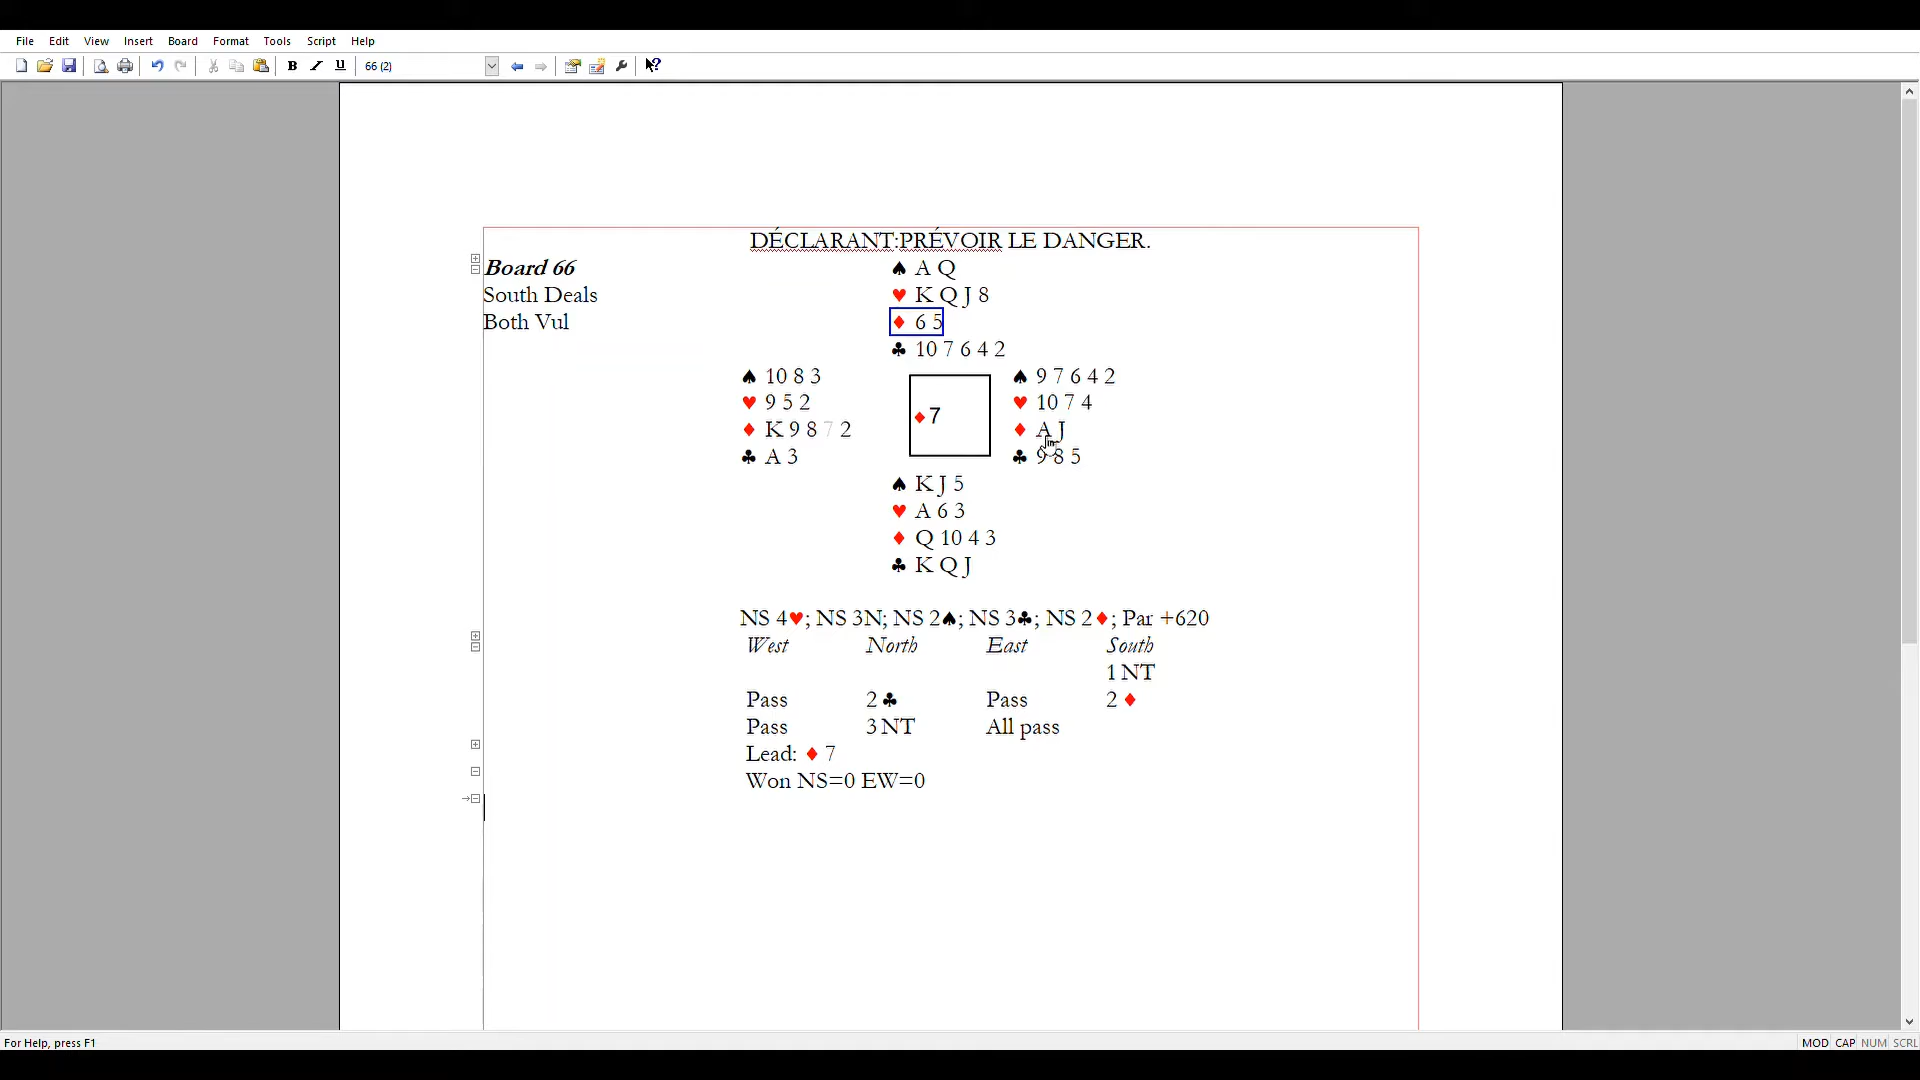 File Edit View Insert Board Format Tools Script Help
B I U 66 (2)
DÉCLARANT:PRÉVOIR LE DANGER.
Board 66
South Deals
Both Vul
♠ A Q
♥ K Q J 8
♦ 6 5
♣ 10 7 6 4 2
♠ 10 8 3
♥ 9 5 2
♦ K 9 8 7 2
♣ A 3
♦ 7
♠ 9 7 6 4 2
♥ 10 7 4
♦ A J
♣ 9 8 5
♠ K J 5
♥ A 6 3
♦ Q 10 4 3
♣ K Q J
NS 4♥; NS 3N; NS 2♠; NS 3♣; NS 2♦; Par +620
West North East South
1 NT
Pass 2 ♣ Pass 2 ♦
Pass 3 NT All pass
Lead: ♦ 7
Won NS=0 EW=0
For Help, press F1 MOD CAP NUM SCRL